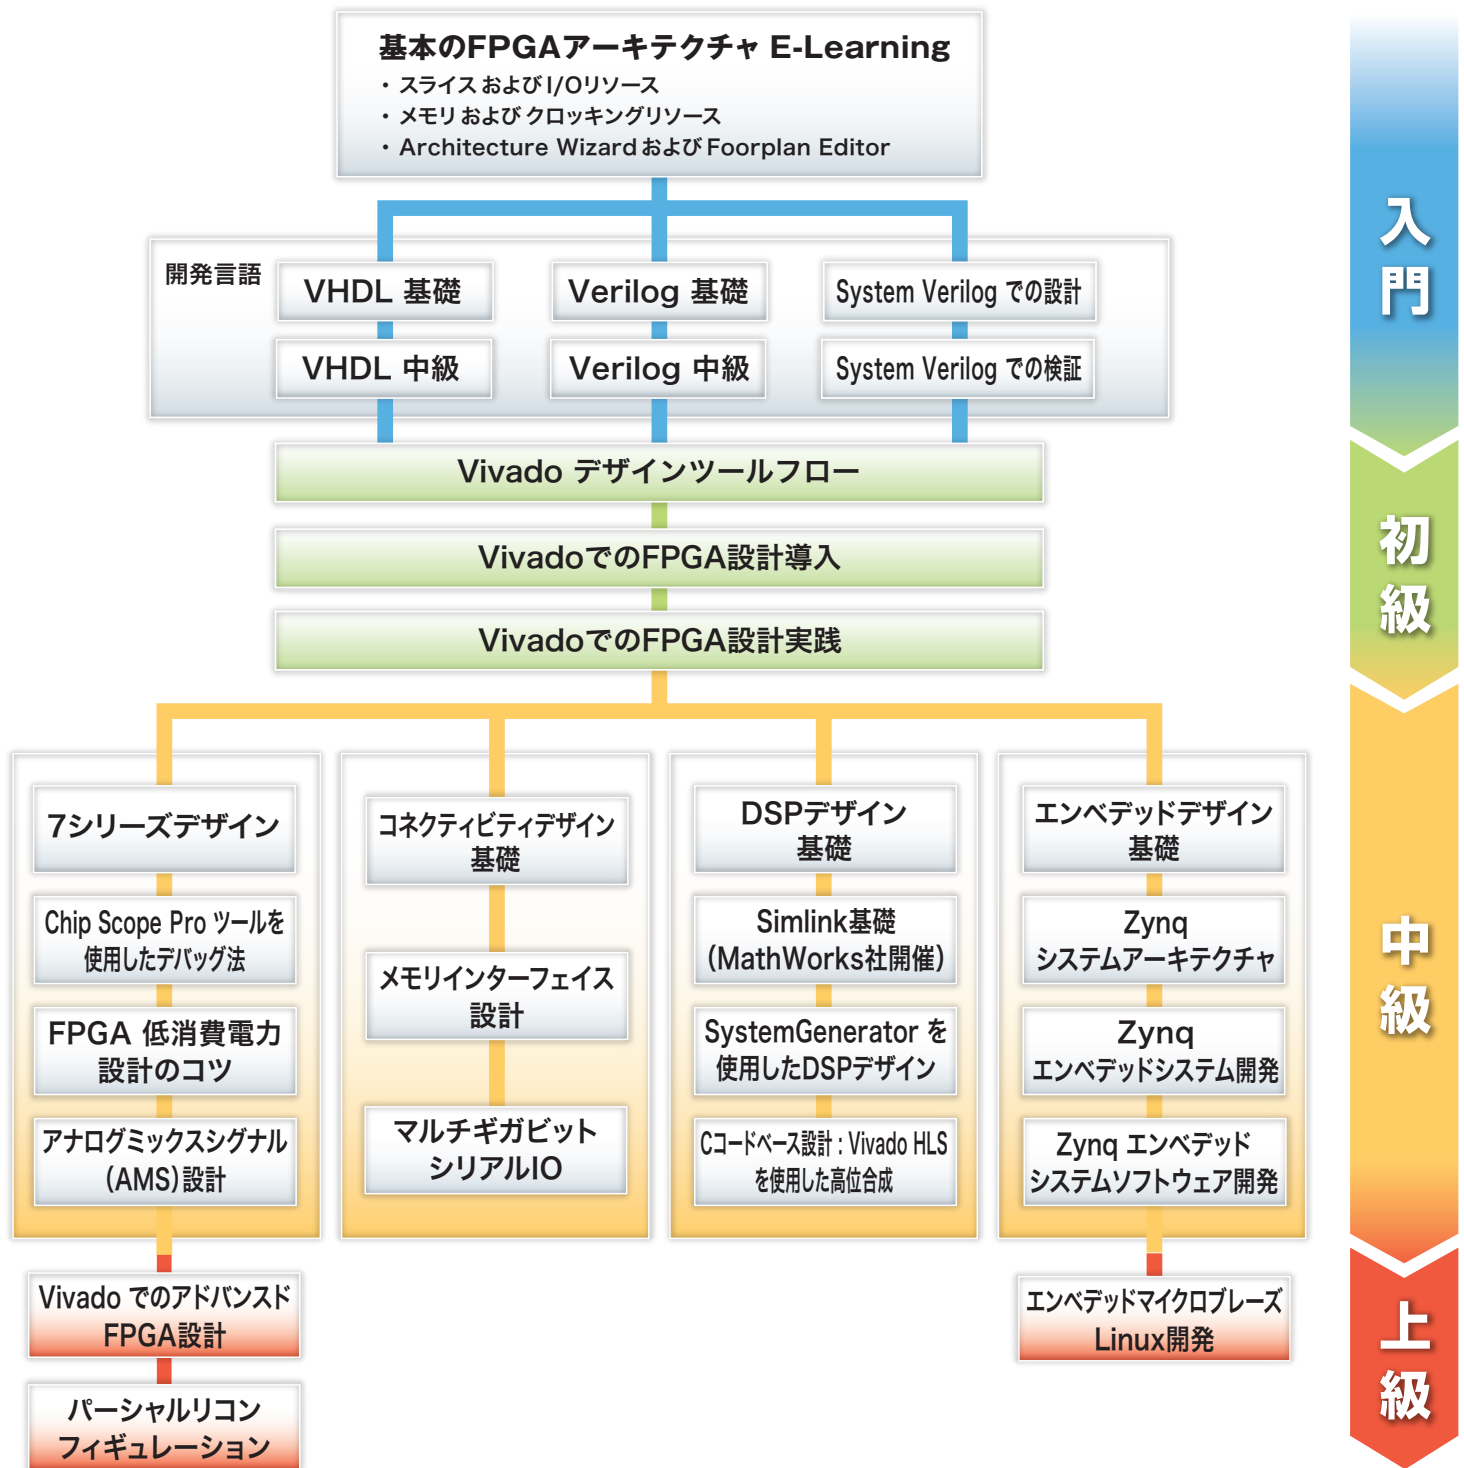 基本のFPGAアーキテクチャ E-Learning
・スライス および I/Oリソース
・メモリ および クロッキングリソース
・Architecture Wizard および Foorplan Editor
開発言語
VHDL 基礎
Verilog 基礎
System Verilog での設計
VHDL 中級
Verilog 中級
System Verilog での検証
Vivado デザインツールフロー
VivadoでのFPGA設計導入
VivadoでのFPGA設計実践
7シリーズデザイン
Chip Scope Pro ツールを
使用したデバッグ法
FPGA 低消費電力
設計のコツ
アナログミックスシグナル
(AMS)設計
Vivado でのアドバンスド
FPGA設計
パーシャルリコン
フィギュレーション
コネクティビティデザイン
基礎
メモリインターフェイス
設計
マルチギガビット
シリアルIO
DSPデザイン
基礎
Simlink基礎
(MathWorks社開催)
SystemGenerator を
使用したDSPデザイン
Cコードベース設計：Vivado HLS
を使用した高位合成
エンベデッドデザイン
基礎
Zynq
システムアーキテクチャ
Zynq
エンベデッドシステム開発
Zynq エンベデッド
システムソフトウェア開発
エンベデッドマイクロブレーズ
Linux開発
入門
初級
中級
上級